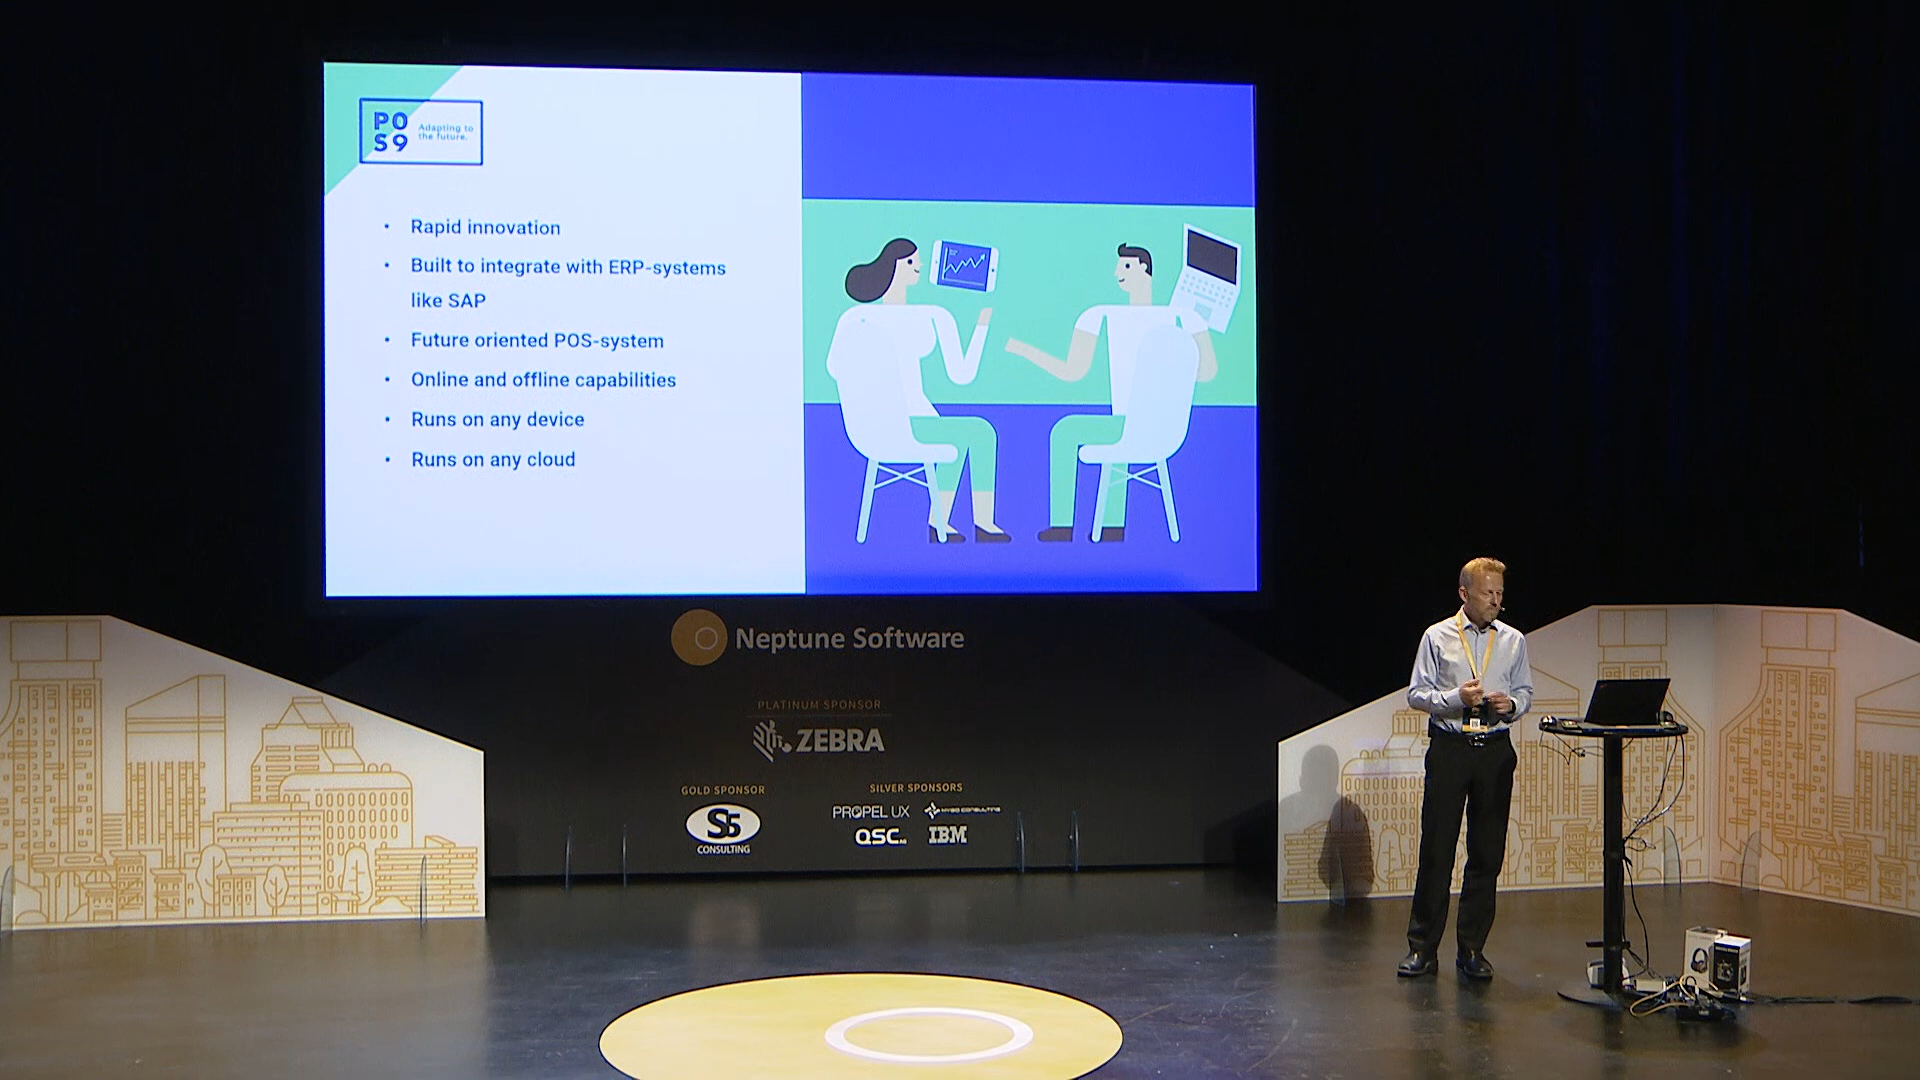 PO
S9
Adapting to
the future.
• Rapid innovation
• Built to integrate with ERP-systems
like SAP
• Future oriented POS-system
• Online and offline capabilities
• Runs on any device
• Runs on any cloud
Neptune Software
PLATINUM SPONSOR
ZEBRA
GOLD SPONSOR
S5
CONSULTING
SILVER SPONSORS
PROPEL UX
QSC AG
IBM